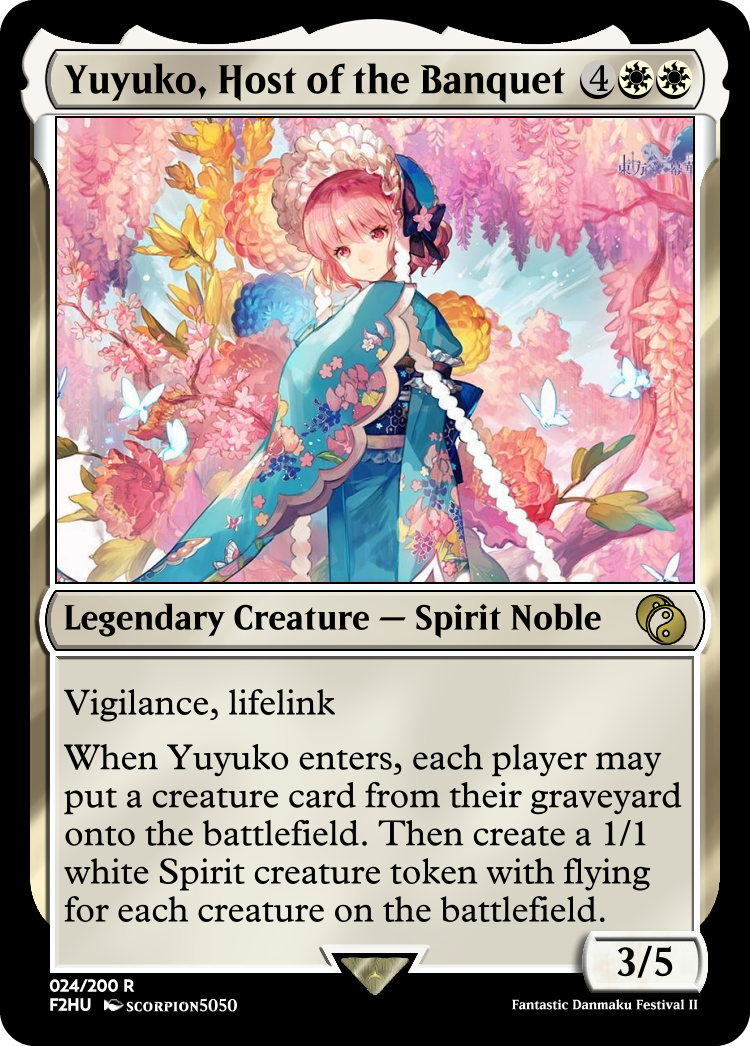 Yuyuko, Host of the Banquet 4
Legendary Creature — Spirit Noble
Vigilance, lifelink
When Yuyuko enters, each player may
put a creature card from their graveyard
onto the battlefield. Then create a 1/1
white Spirit creature token with flying
for each creature on the battlefield.
3/5
024/200 R
F2HU SCORPION5050
Fantastic Danmaku Festival II